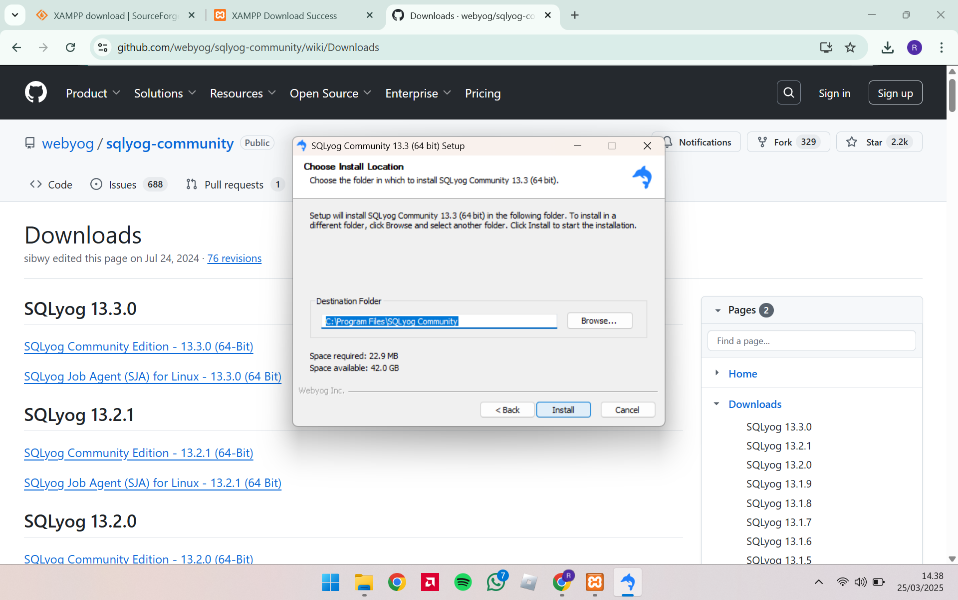 XAMPP download | SourceForg
XAMPP Download Success
Downloads · webyog/sqlyog-co
github.com/webyog/sqlyog-community/wiki/Downloads
R
Product
Solutions
Resources
Open Source
Enterprise
Pricing
Sign in
Sign up
webyog / sqlyog-community
Public
Notifications
Fork 329
Star 2.2k
Code
Issues 688
Pull requests 1
SQLyog Community 13.3 (64 bit) Setup
Choose Install Location
Choose the folder in which to install SQLyog Community 13.3 (64 bit).
Setup will install SQLyog Community 13.3 (64 bit) in the following folder. To install in a
different folder, click Browse and select another folder. Click Install to start the installation.
Destination Folder
C:\Program Files\SQLyog Community
Browse...
Space required: 22.9 MB
Space available: 42.0 GB
Webyog Inc.
< Back
Install
Cancel
Downloads
sibwy edited this page on Jul 24, 2024 · 76 revisions
SQLyog 13.3.0
SQLyog Community Edition - 13.3.0 (64-Bit)
SQLyog Job Agent (SJA) for Linux - 13.3.0 (64 Bit)
SQLyog 13.2.1
SQLyog Community Edition - 13.2.1 (64-Bit)
SQLyog Job Agent (SJA) for Linux - 13.2.1 (64 Bit)
SQLyog 13.2.0
SQLyog Community Edition - 13.2.0 (64-Bit)
Pages 2
Find a page...
Home
Downloads
SQLyog 13.3.0
SQLyog 13.2.1
SQLyog 13.2.0
SQLyog 13.1.9
SQLyog 13.1.8
SQLyog 13.1.7
SQLyog 13.1.6
SQLyog 13.1.5
7
R
14.38
25/03/2025